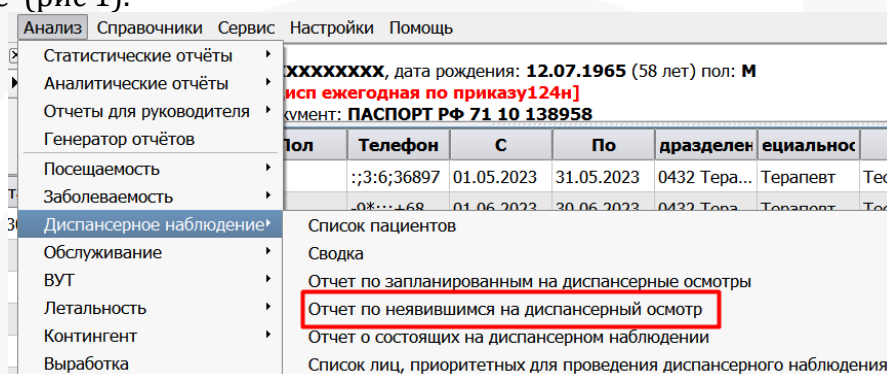 (рис 1).
Анализ Справочники Сервис Настройки Помощь
Статистические отчёты
Аналитические отчёты
Отчеты для руководителя
Генератор отчётов
Посещаемость
Заболеваемость
Диспансерное наблюдение
Обслуживание
ВУТ
Летальность
Контингент
Выработка
XXXXXXXX, дата рождения: 12.07.1965 (58 лет) пол: М
исп ежегодная по приказу124н]
кумент: ПАСПОРТ РФ 71 10 138958
Пол Телефон С По дразделен ециальнос
:;3:6;36897 01.05.2023 31.05.2023 0432 Тера... Терапевт Тес
01.06.2023 30.06.2023 0432 Тера Терапевт
Список пациентов
Сводка
Отчет по запланированным на диспансерные осмотры
Отчет по неявившимся на диспансерный осмотр
Отчет о состоящих на диспансерном наблюдении
Список лиц, приоритетных для проведения диспансерного наблюдения